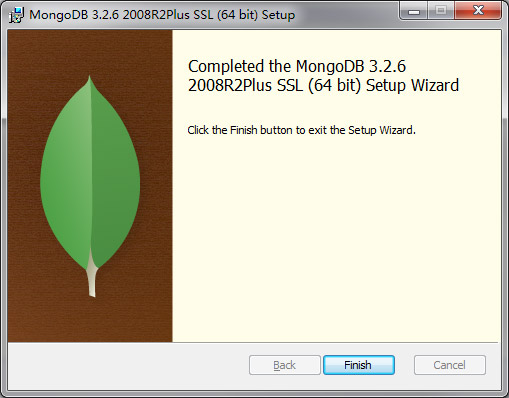 MongoDB 3.2.6 2008R2Plus SSL (64 bit) Setup
Completed the MongoDB 3.2.6
2008R2Plus SSL (64 bit) Setup Wizard
Click the Finish button to exit the Setup Wizard.
Back Finish Cancel